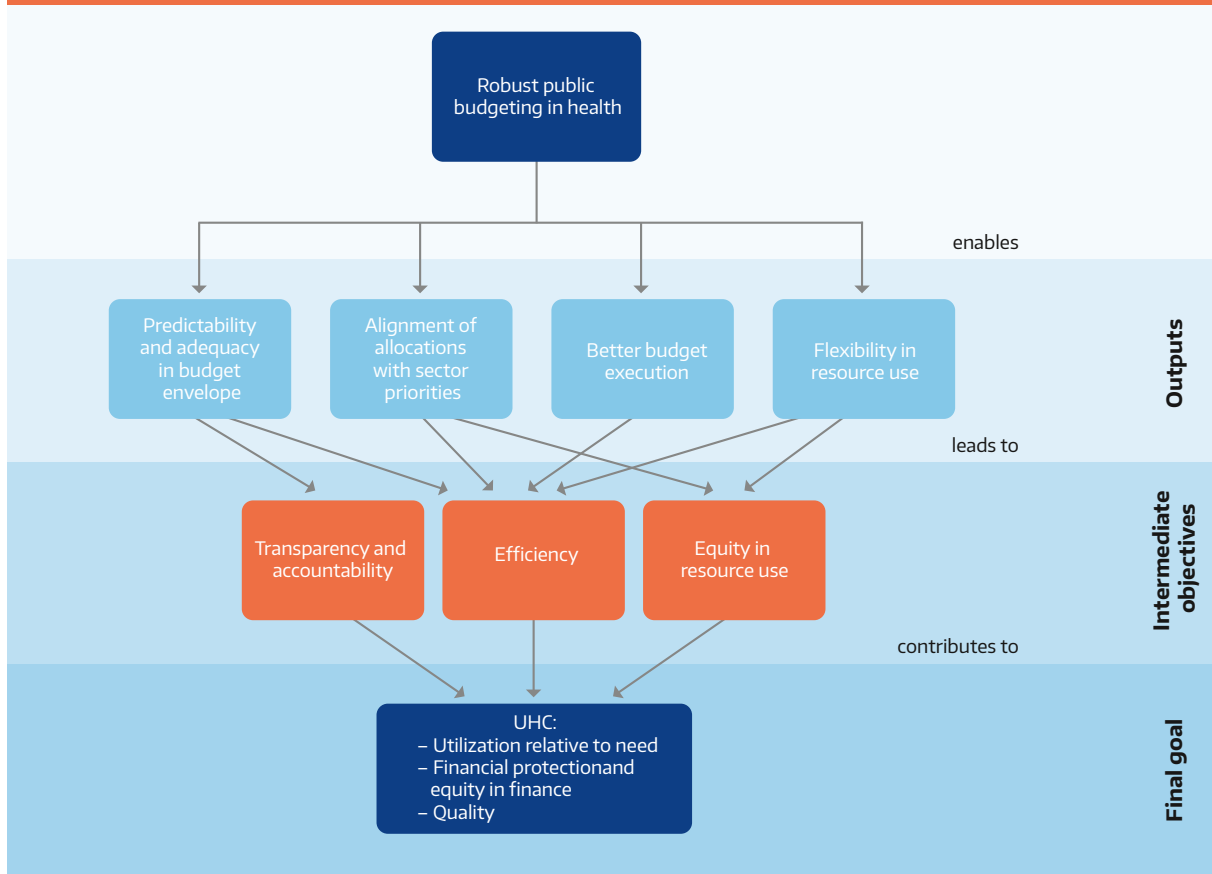 Robust public
budgeting in health
enables
Predictability
and adequacy
in budget
envelope
Alignment of
allocations
with sector
priorities
Better budget
execution
Flexibility in
resource use
Outputs
leads to
Transparency and
accountability
Efficiency
Equity in
resource use
Intermediate
objectives
contributes to
UHC:
– Utilization relative to need
– Financial protectionand
equity in finance
– Quality
Final goal